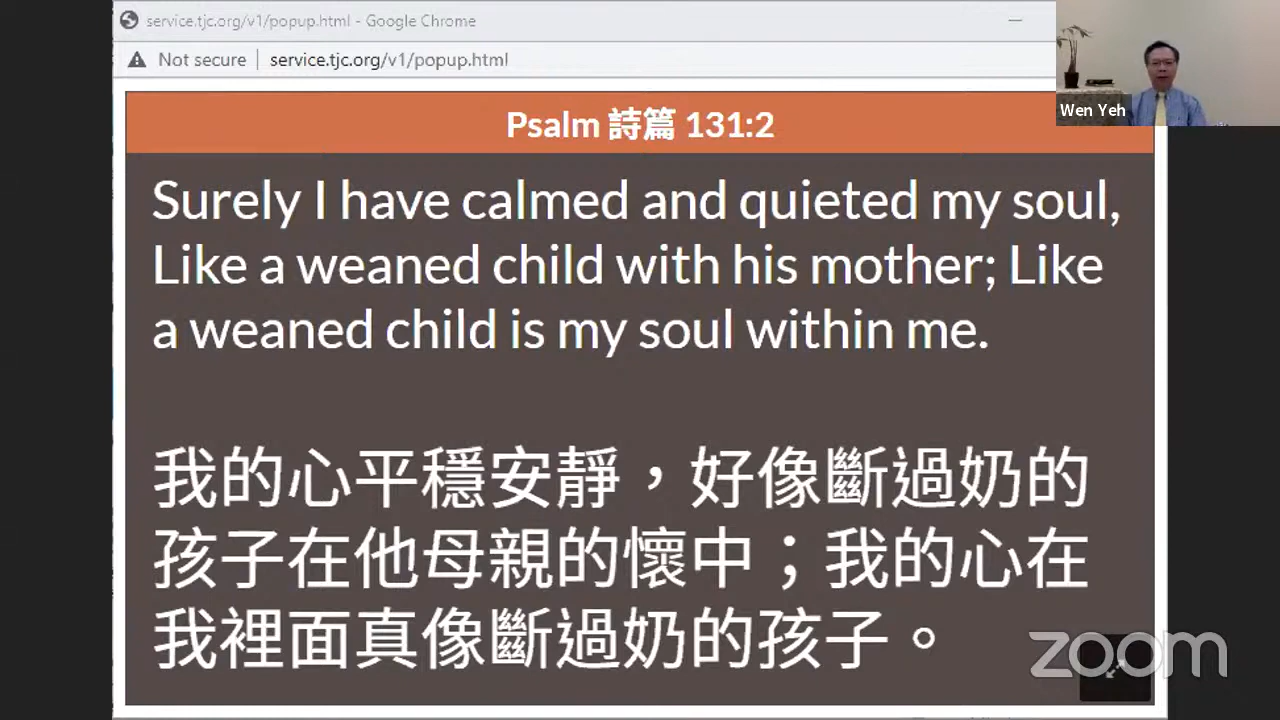 service.tjc.org/v1/popup.html - Google Chrome
Not secure | service.tjc.org/v1/popup.html
Wen Yeh
Psalm 詩篇 131:2
Surely I have calmed and quieted my soul,
Like a weaned child with his mother; Like
a weaned child is my soul within me.
我的心平穩安靜，好像斷過奶的
孩子在他母親的懷中；我的心在
我裡面真像斷過奶的孩子。
zoom